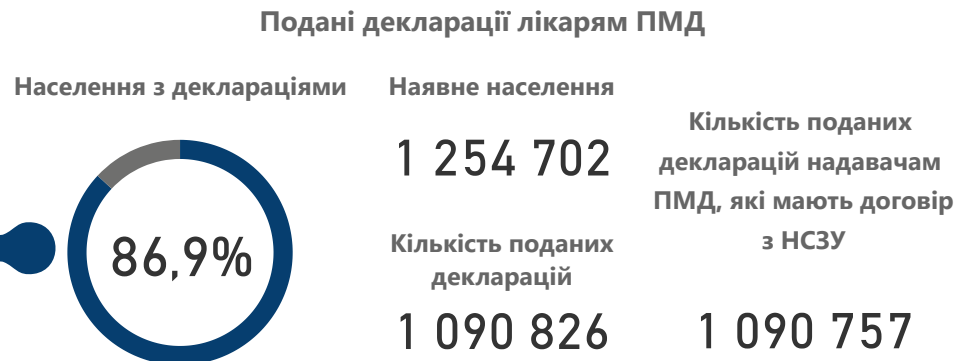 Подані декларації лікарям ПМД
Населення з деклараціями
86,9%
Наявне населення
1 254 702
Кількість поданих
декларацій
1 090 826
Кількість поданих
декларацій надавачам
ПМД, які мають договір
з НСЗУ
1 090 757